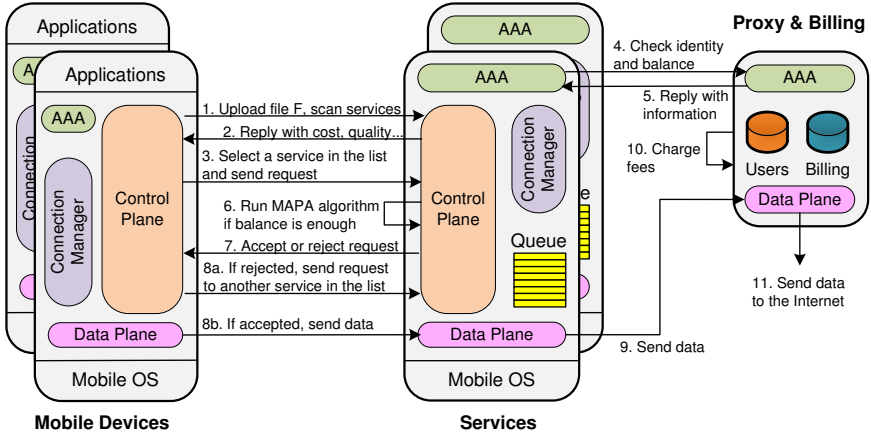 Applications
A
Connection
Applications
AAA
Connection
Manager
Control
Plane
Data Plane
Mobile OS
Mobile Devices
1. Upload file F, scan services
2. Reply with cost, quality...
3. Select a service in the list
and send request
6. Run MAPA algorithm
if balance is enough
7. Accept or reject request
8a. If rejected, send request
to another service in the list
8b. If accepted, send data
AAA
e
AAA
Control
Plane
Connection
Manager
Queue
Data Plane
Mobile OS
Services
4. Check identity
and balance
5. Reply with
information
10. Charge
fees
9. Send data
Proxy & Billing
AAA
Users
Billing
Data Plane
11. Send data
to the Internet